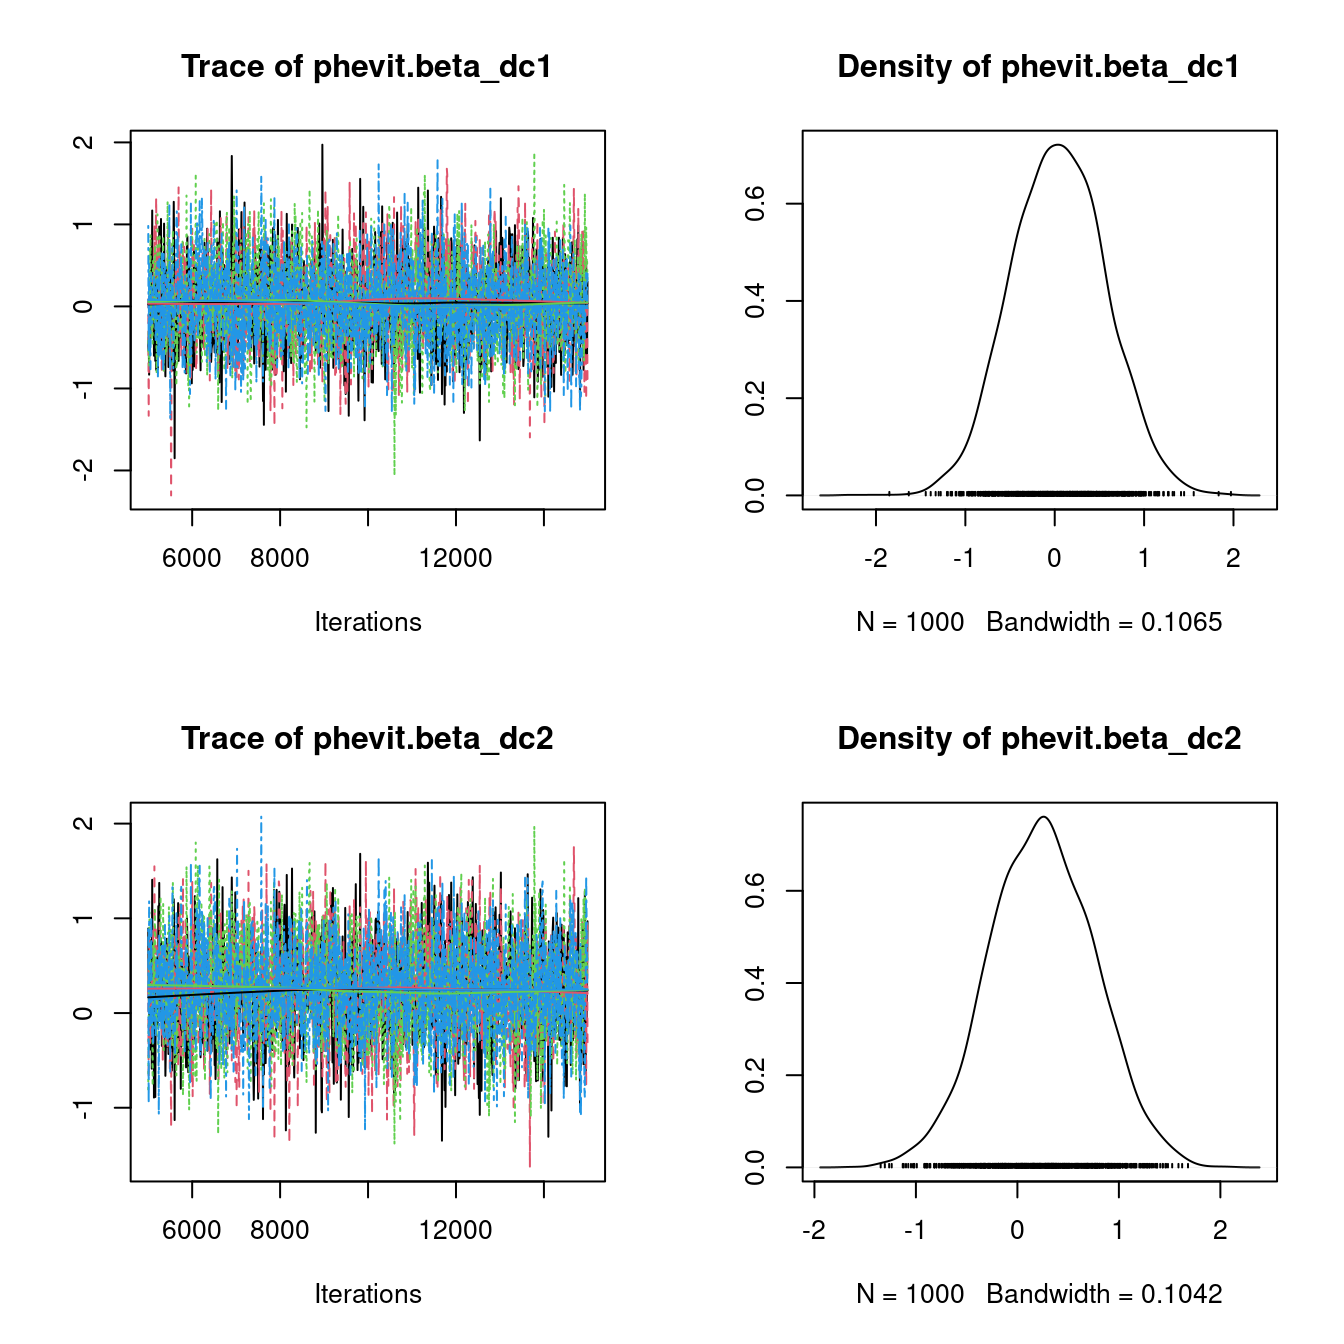 Trace of phevit.beta_dc1
2
1
0
-1
-2
6000 8000 12000
Iterations
Density of phevit.beta_dc1
0.6
0.4
0.2
0.0
-2 -1 0 1 2
N = 1000 Bandwidth = 0.1065
Trace of phevit.beta_dc2
2
1
0
-1
6000 8000 12000
Iterations
Density of phevit.beta_dc2
0.6
0.4
0.2
0.0
-2 -1 0 1 2
N = 1000 Bandwidth = 0.1042